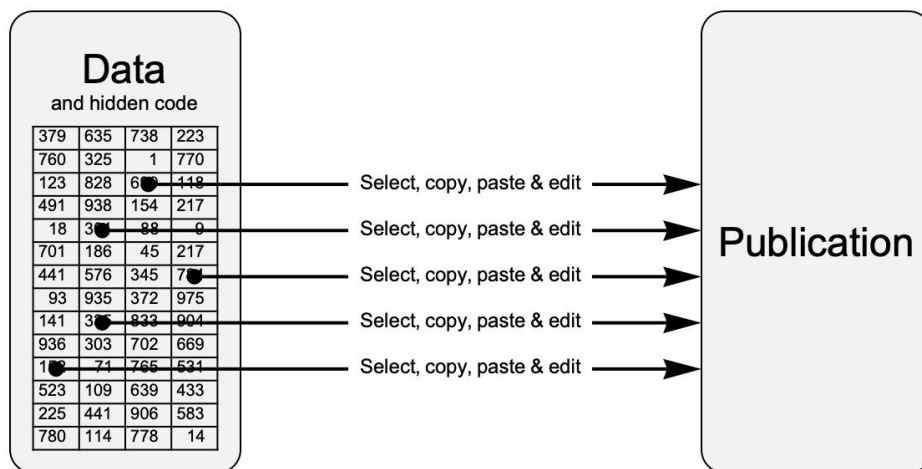 Data
and hidden code
379 635 738 223
760 325 1 770
123 828 118
Select, copy, paste & edit
491 938 154 217
18 88 9
Select, copy, paste & edit
701 186 45 217
Publication
441 576 345
Select, copy, paste & edit
93 935 372 975
141 833 904
Select, copy, paste & edit
936 303 702 669
71 765 531
Select, copy, paste & edit
523 109 639 433
225 441 906 583
780 114 778 14